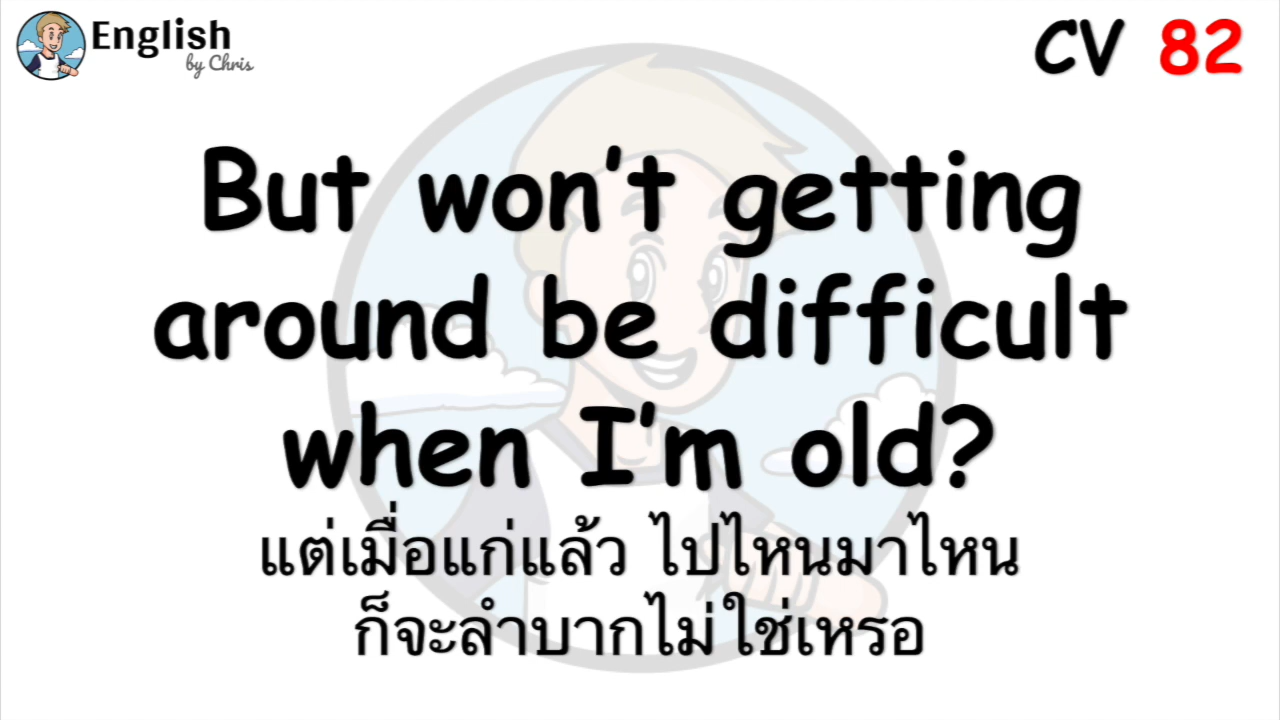 English
by Chris
CV 82
But won't getting
around be difficult
when I'm old?
แต่เมื่อแก่แล้ว ไปไหนมาไหน
ก็จะลำบากไม่ใช่เหรอ